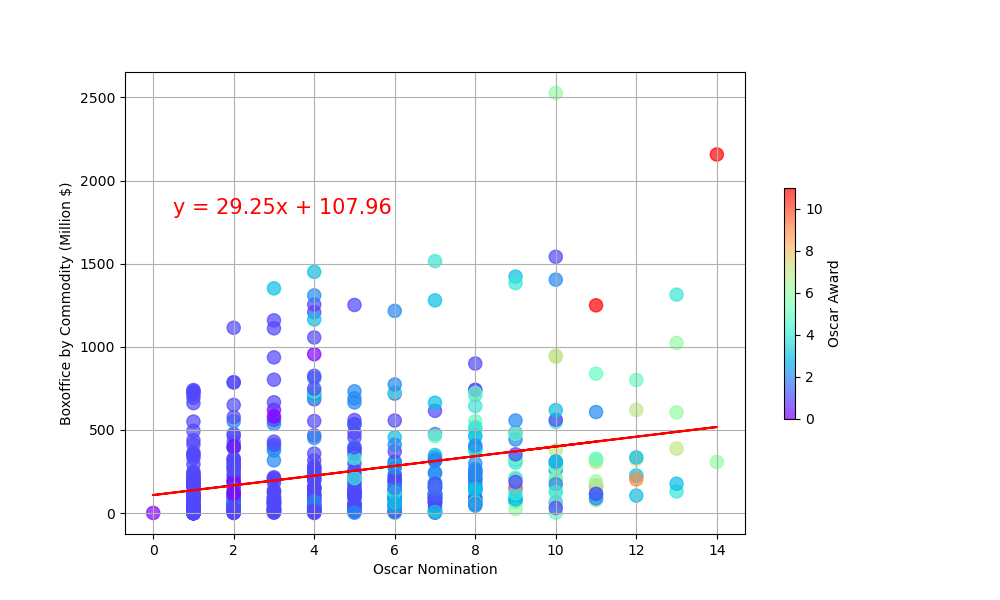 2500
2000
1500
1000
500
0
Boxoffice by Commodity (Million $)
y = 29.25x + 107.96
0 2 4 6 8 10 12 14
Oscar Nomination
10
8
6
4
2
0
Oscar Award